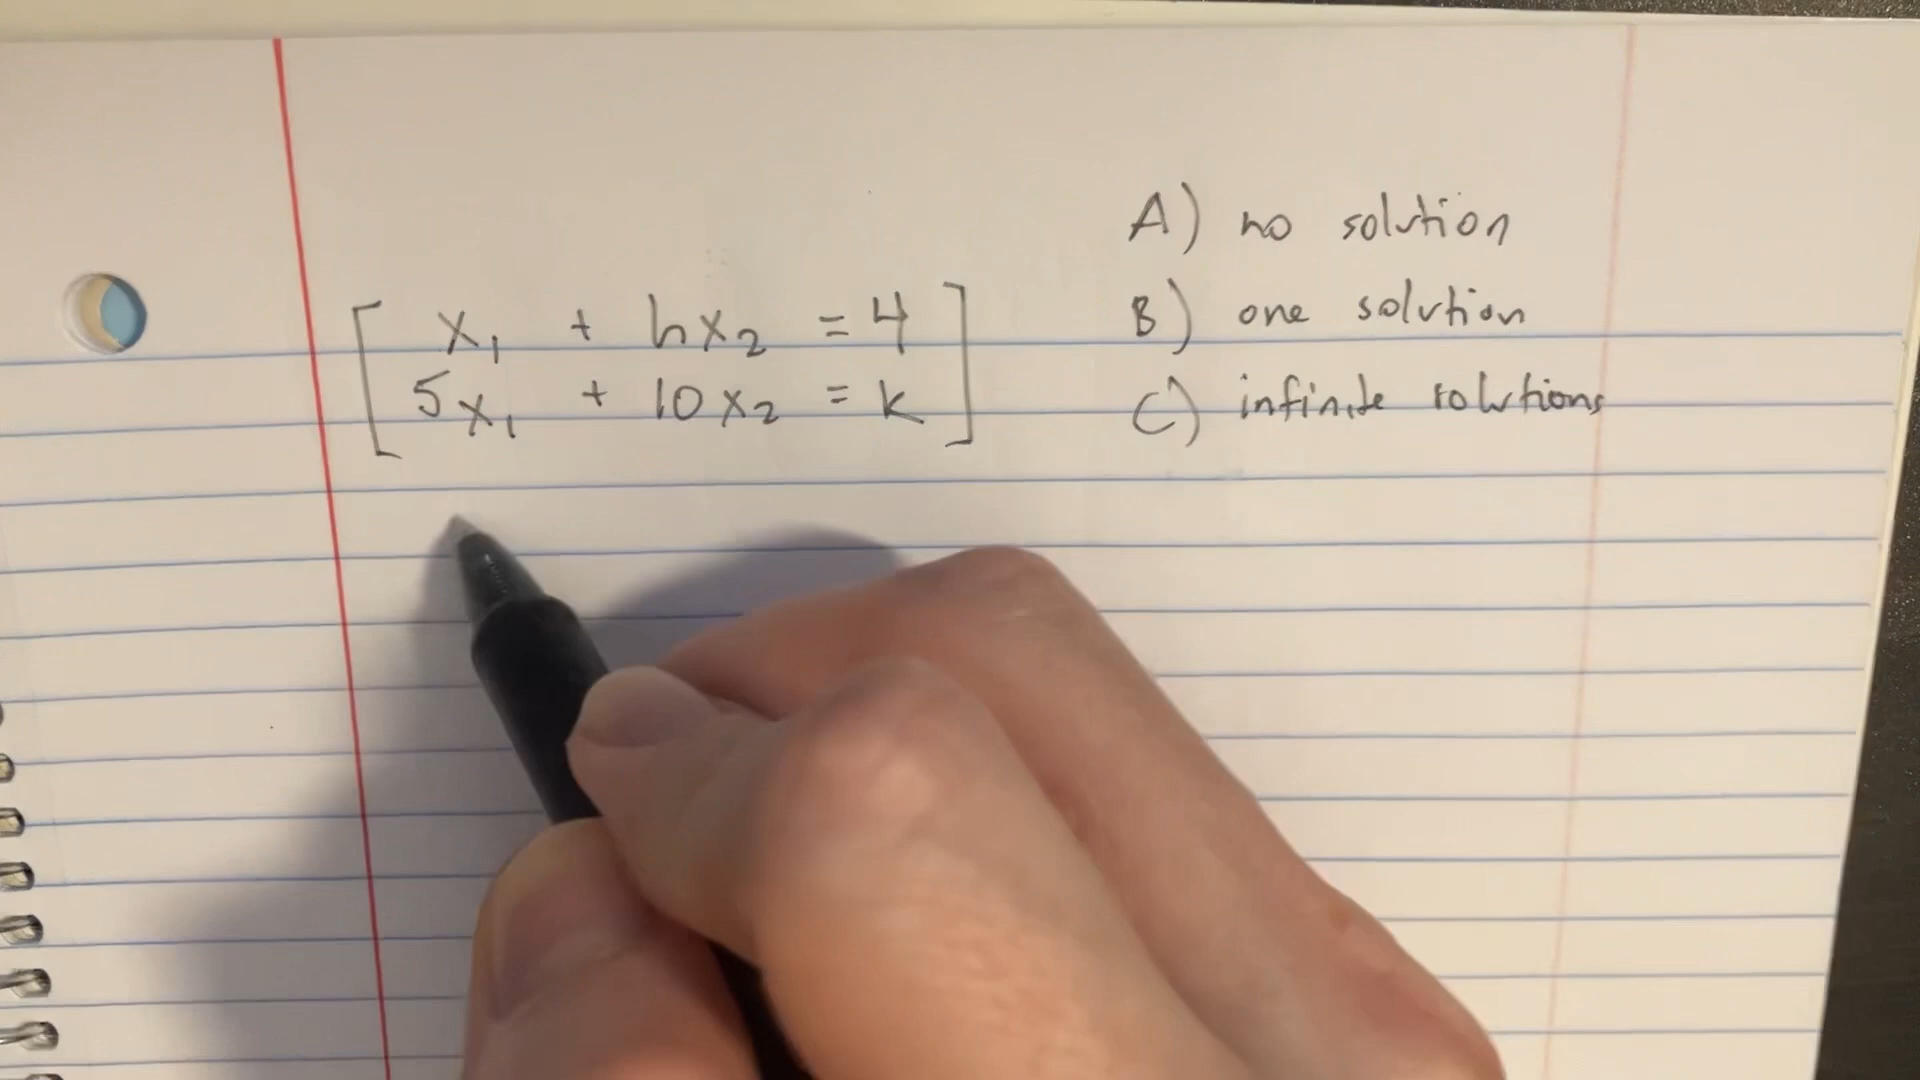 x₁ + hx₂ = 4
5x₁ + 10x₂ = k
A) no solution
B) one solution
C) infinite solutions